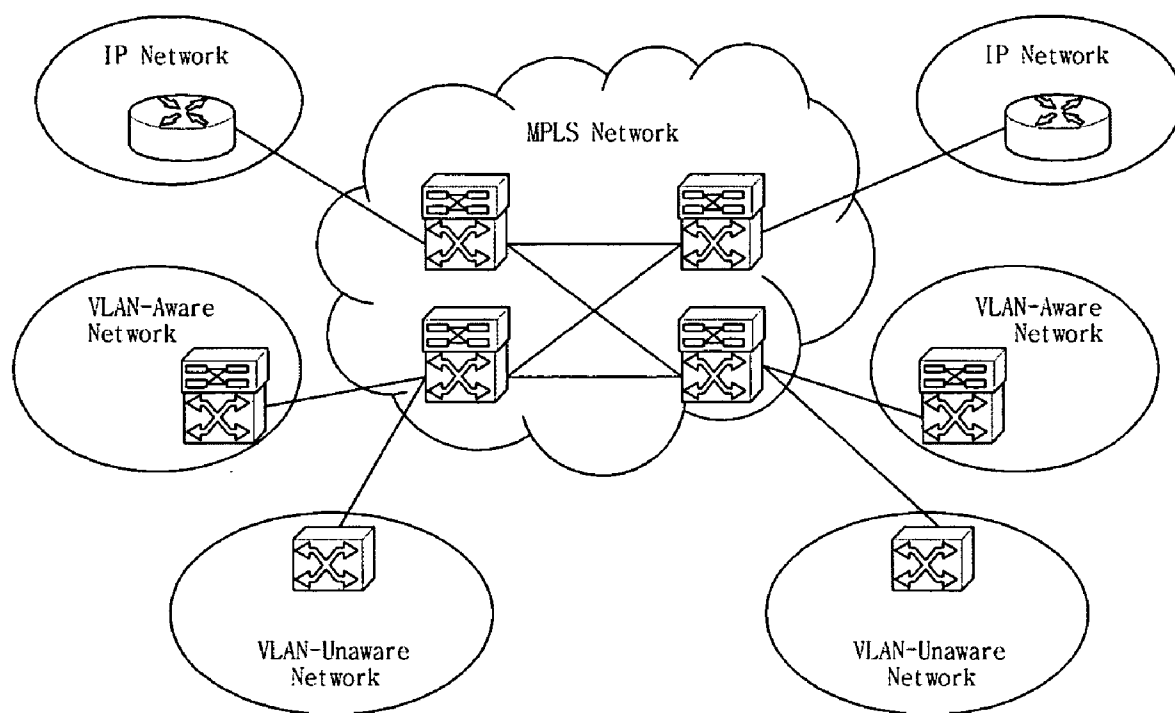 IP Network
IP Network
MPLS Network
VLAN-Aware
Network
VLAN-Aware
Network
VLAN-Unaware
Network
VLAN-Unaware
Network